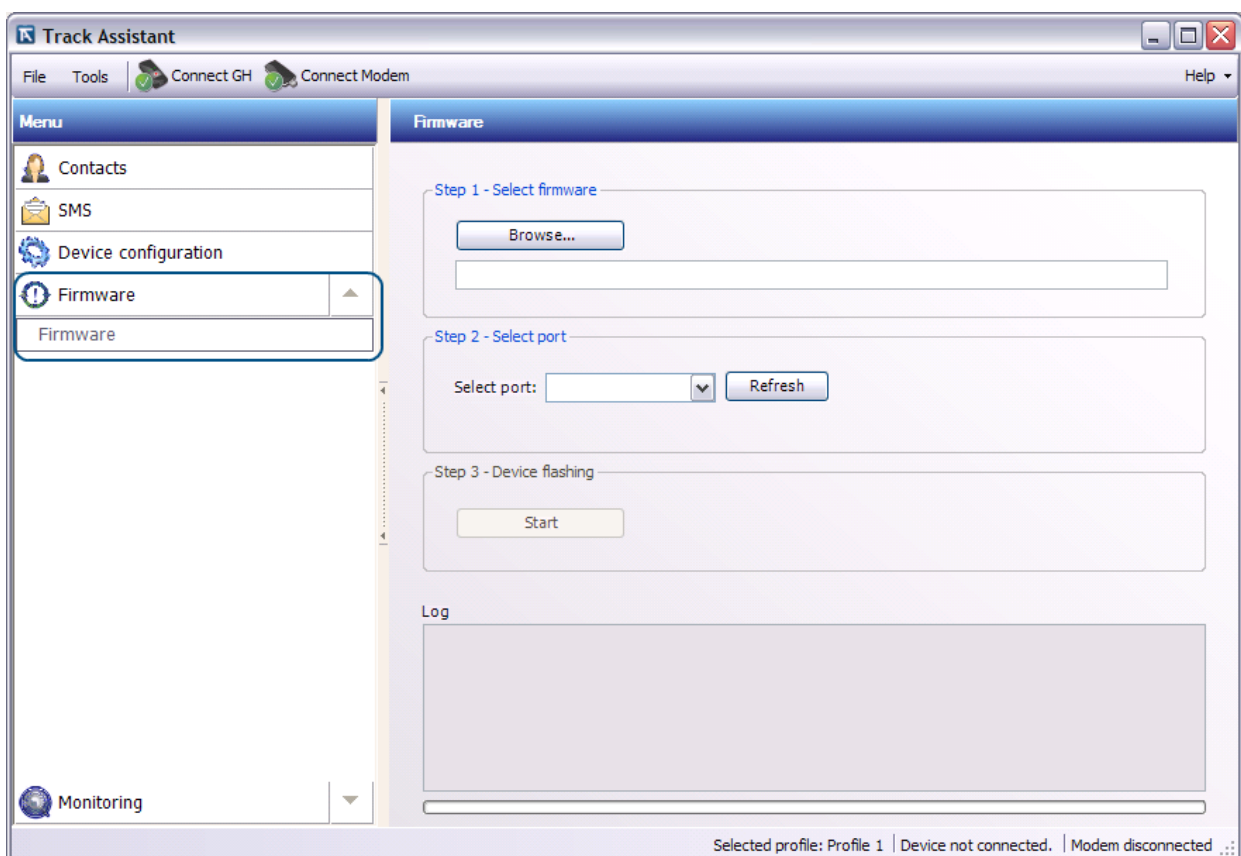 Track Assistant
File Tools Connect GH Connect Modem Help
Menu
Contacts
SMS
Device configuration
Firmware
Firmware
Monitoring
Firmware
Step 1 - Select firmware
Browse...
Step 2 - Select port
Select port: Refresh
Step 3 - Device flashing
Start
Log
Selected profile: Profile 1 Device not connected. Modem disconnected